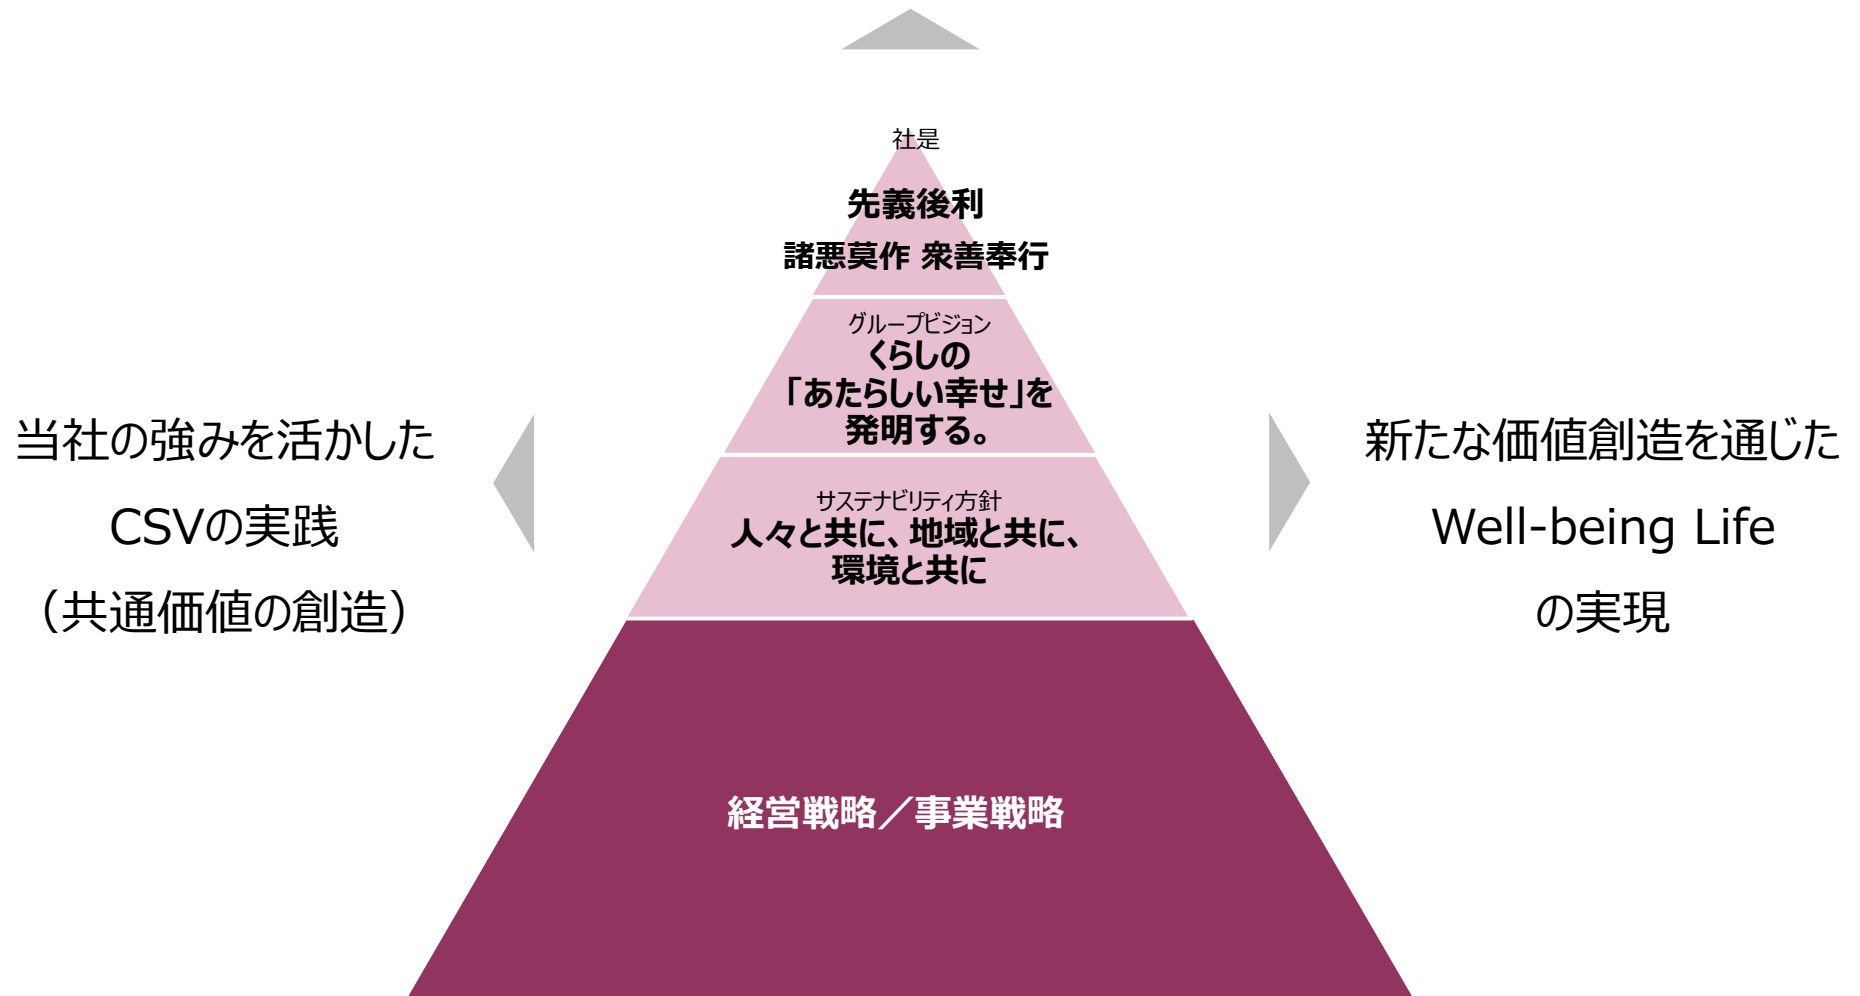 社是
先義後利
諸悪莫作 衆善奉行
グループビジョン
くらしの
「あたらしい幸せ」を
発明する。
サステナビリティ方針
人々と共に、地域と共に、
環境と共に
経営戦略／事業戦略
当社の強みを活かした
CSVの実践
（共通価値の創造）
新たな価値創造を通じた
Well-being Life
の実現